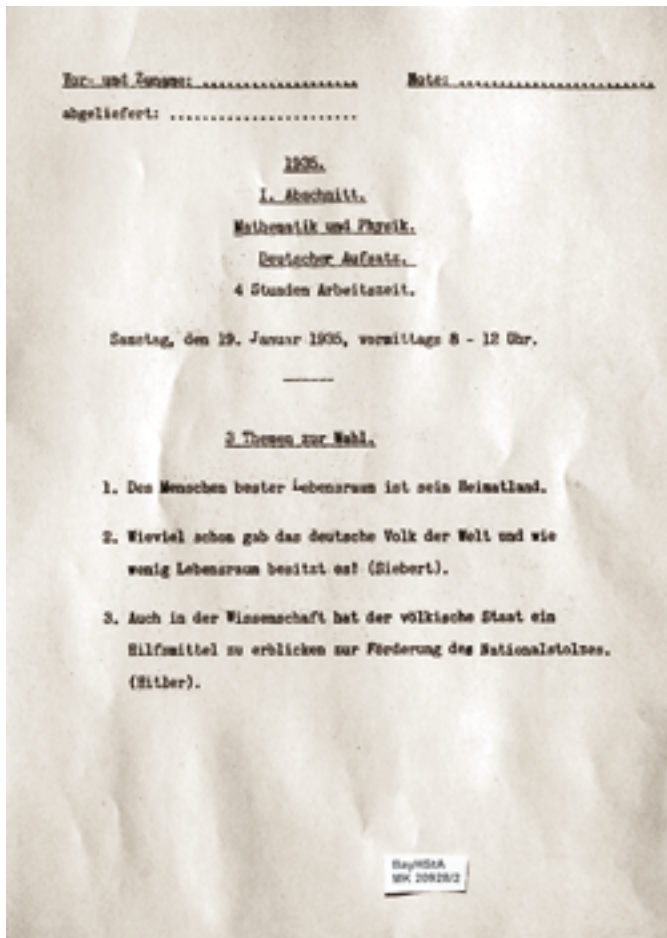 Vor- und Zuname: ................... Note: ........................
abgeliefert: .......................
1935.
I. Abschnitt.
Mathematik und Physik.
Deutscher Aufsatz.
4 Stunden Arbeitszeit.
Samstag, den 19. Januar 1935, vormittags 8 - 12 Uhr.
3 Themen zur Wahl.
1. Des Menschen bester Lebensraum ist sein Heimatland.
2. Wieviel schon gab das deutsche Volk der Welt und wie
wenig Lebensraum besitzt es! (Siebert).
3. Auch in der Wissenschaft hat der völkische Staat ein
Hilfsmittel zu erblicken zur Förderung des Nationalstolzes.
(Hitler).
BayHStA
MK 20928/2